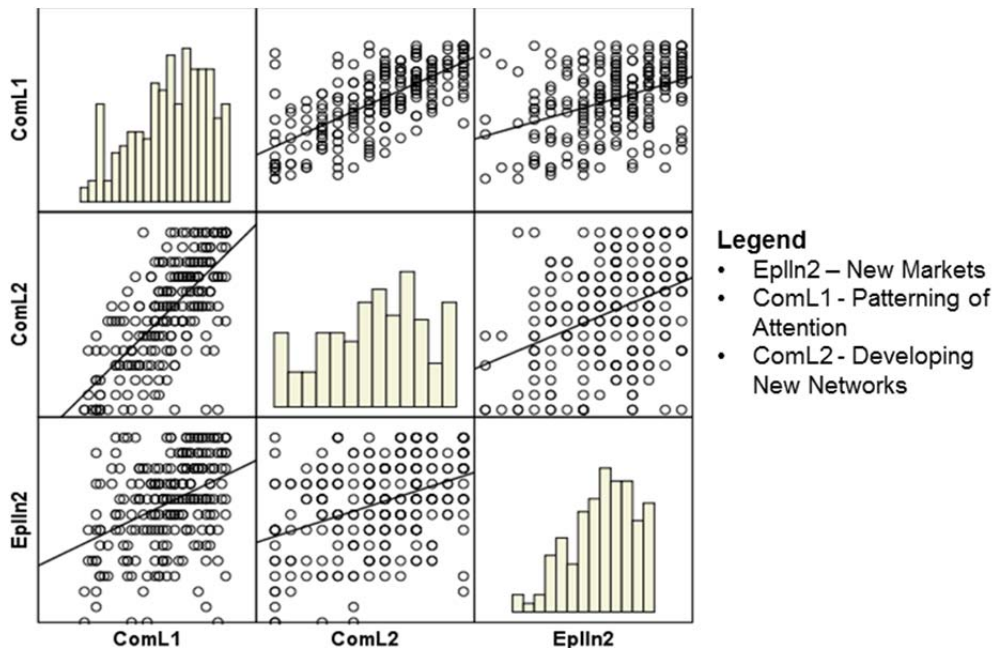 ComL1
ComL2
EplIn2
Legend
• EplIn2 – New Markets
• ComL1 - Patterning of
Attention
• ComL2 - Developing
New Networks
ComL1
ComL2
EplIn2